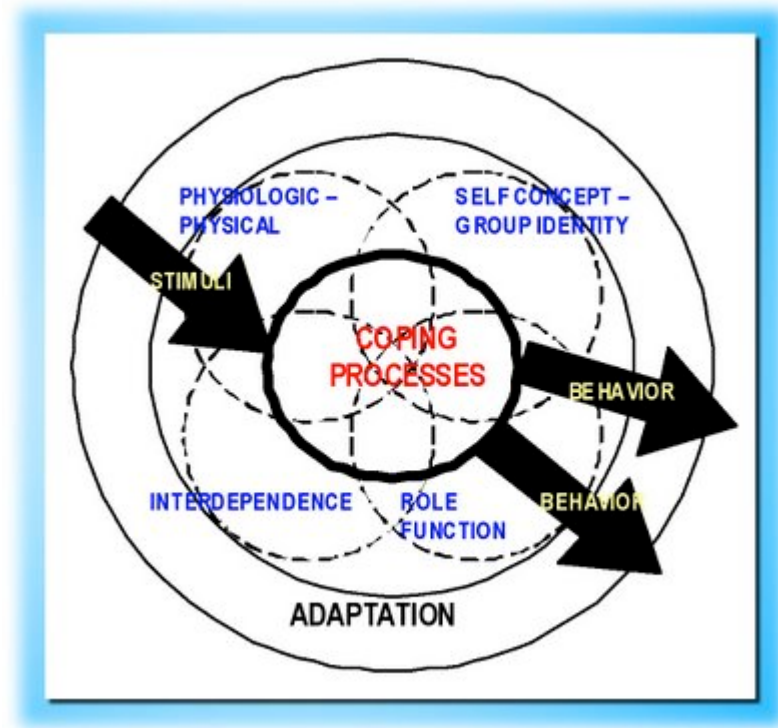 PHYSIOLOGIC –
PHYSICAL
SELF CONCEPT –
GROUP IDENTITY
STIMULI
COPING
PROCESSES
BEHAVIOR
INTERDEPENDENCE
ROLE
FUNCTION
BEHAVIOR
ADAPTATION